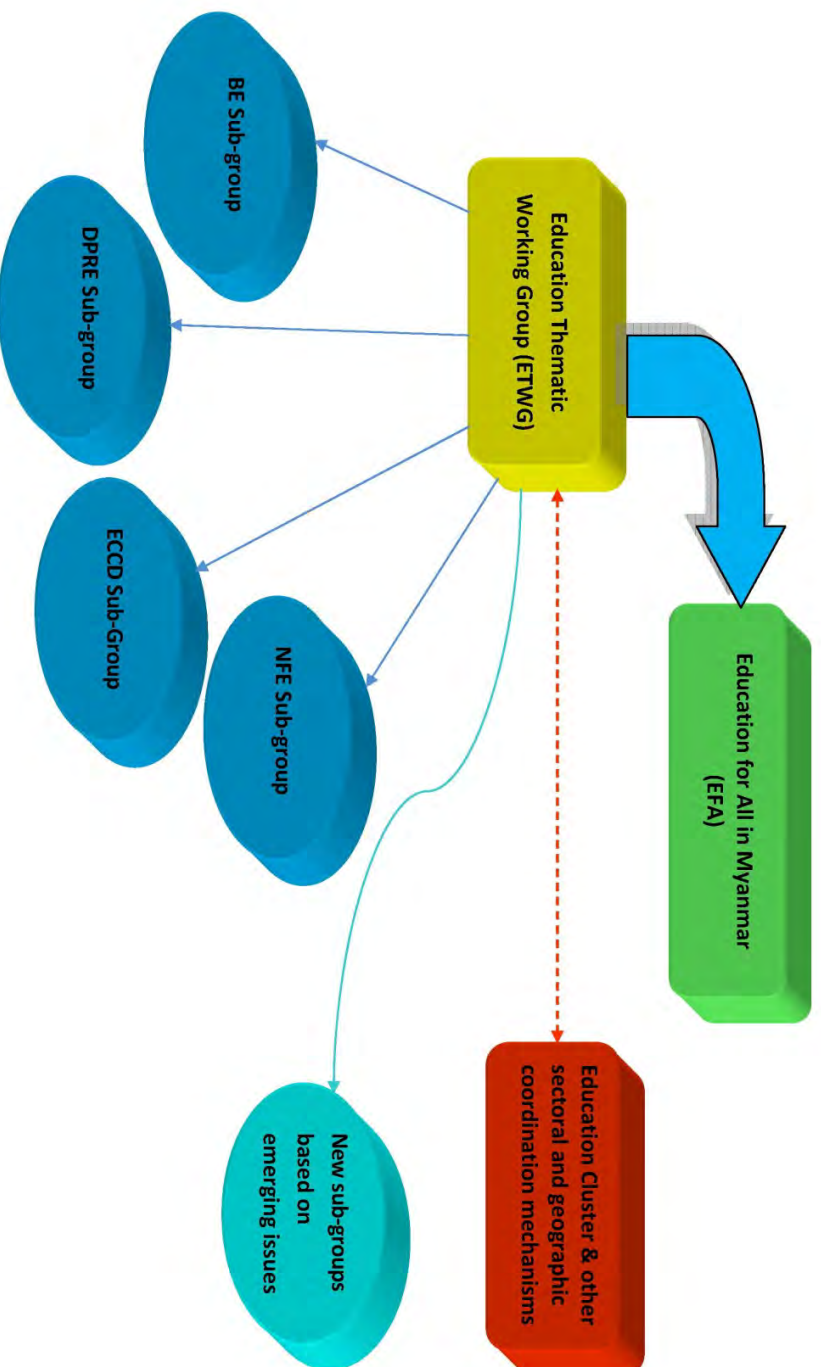 Education for All in Myanmar
(EFA)
Education Thematic
Working Group (ETWG)
Education Cluster & other
sectoral and geographic
coordination mechanisms
BE Sub-group
DPRE Sub-group
ECCD Sub-Group
NFE Sub-group
New sub-groups
based on
emerging issues